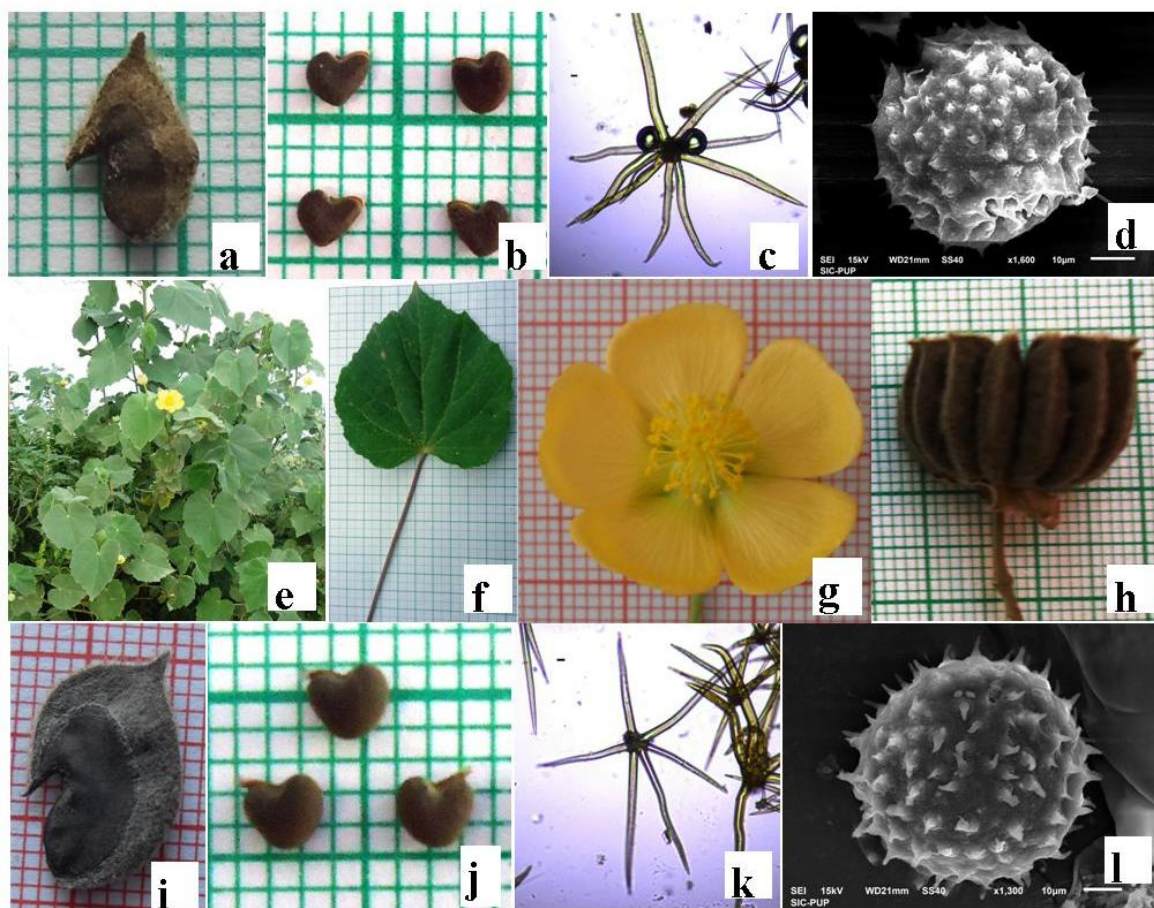 a
b
c
d
SEI 15kV WD21mm SS40 x1,600 10µm
SIC-PUP
e
f
g
h
i
j
k
l
SEI 15kV WD21mm SS40 x1,300 10µm
SIC-PUP